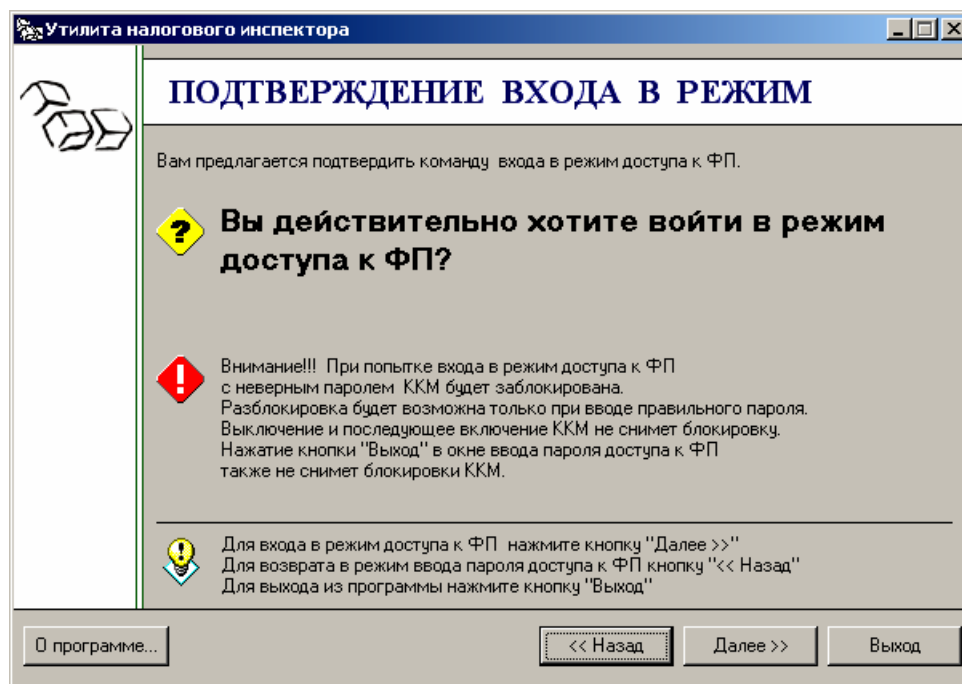 Утилита налогового инспектора
ПОДТВЕРЖДЕНИЕ ВХОДА В РЕЖИМ
Вам предлагается подтвердить команду входа в режим доступа к ФП.
Вы действительно хотите войти в режим
доступа к ФП?
Внимание!!! При попытке входа в режим доступа к ФП
с неверным паролем ККМ будет заблокирована.
Разблокировка будет возможна только при вводе правильного пароля.
Выключение и последующее включение ККМ не снимет блокировку.
Нажатие кнопки "Выход" в окне ввода пароля доступа к ФП
также не снимет блокировки ККМ.
Для входа в режим доступа к ФП нажмите кнопку "Далее >>"
Для возврата в режим ввода пароля доступа к ФП кнопку "<< Назад"
Для выхода из программы нажмите кнопку "Выход"
О программе... << Назад Далее >> Выход